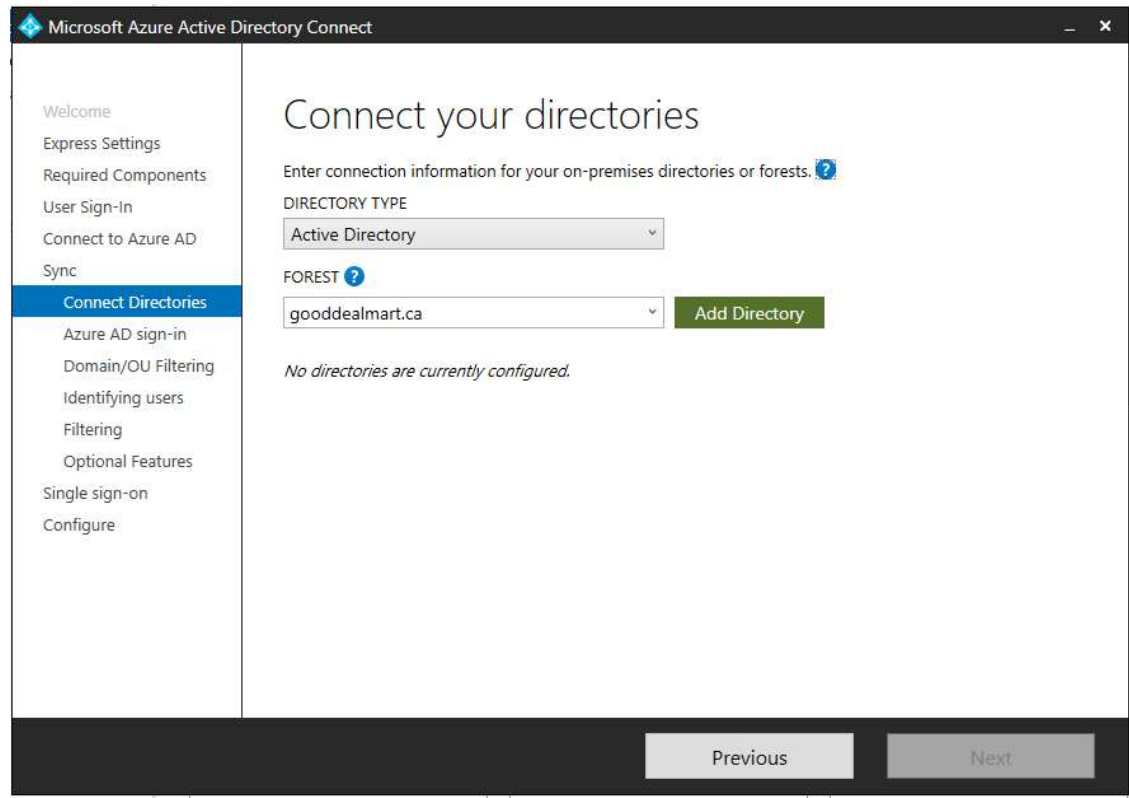 Microsoft Azure Active Directory Connect
Welcome
Express Settings
Required Components
User Sign-In
Connect to Azure AD
Sync
Connect Directories
Azure AD sign-in
Domain/OU Filtering
Identifying users
Filtering
Optional Features
Single sign-on
Configure
Connect your directories
Enter connection information for your on-premises directories or forests. ?
DIRECTORY TYPE
Active Directory
FOREST ?
gooddealmart.ca Add Directory
No directories are currently configured.
Previous Next